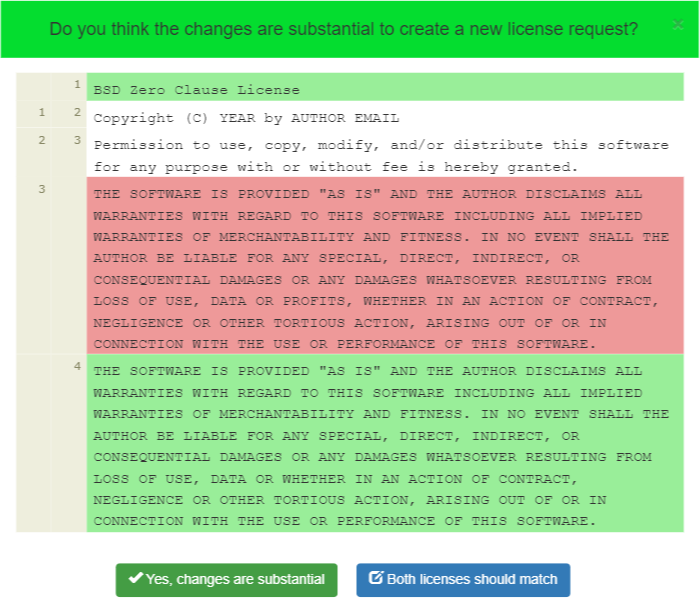 Do you think the changes are substantial to create a new license request? ×
1 BSD Zero Clause License
1 2 Copyright (C) YEAR by AUTHOR EMAIL
2 3 Permission to use, copy, modify, and/or distribute this software
for any purpose with or without fee is hereby granted.
3 THE SOFTWARE IS PROVIDED "AS IS" AND THE AUTHOR DISCLAIMS ALL
WARRANTIES WITH REGARD TO THIS SOFTWARE INCLUDING ALL IMPLIED
WARRANTIES OF MERCHANTABILITY AND FITNESS. IN NO EVENT SHALL THE
AUTHOR BE LIABLE FOR ANY SPECIAL, DIRECT, INDIRECT, OR
CONSEQUENTIAL DAMAGES OR ANY DAMAGES WHATSOEVER RESULTING FROM
LOSS OF USE, DATA OR PROFITS, WHETHER IN AN ACTION OF CONTRACT,
NEGLIGENCE OR OTHER TORTIOUS ACTION, ARISING OUT OF OR IN
CONNECTION WITH THE USE OR PERFORMANCE OF THIS SOFTWARE.
4 THE SOFTWARE IS PROVIDED "AS IS" AND THE AUTHOR DISCLAIMS ALL
WARRANTIES WITH REGARD TO THIS SOFTWARE INCLUDING ALL IMPLIED
WARRANTIES OF MERCHANTABILITY AND FITNESS. IN NO EVENT SHALL THE
AUTHOR BE LIABLE FOR ANY SPECIAL, DIRECT, INDIRECT, OR
CONSEQUENTIAL DAMAGES OR ANY DAMAGES WHATSOEVER RESULTING FROM
LOSS OF USE, DATA OR WHETHER IN AN ACTION OF CONTRACT,
NEGLIGENCE OR OTHER TORTIOUS ACTION, ARISING OUT OF OR IN
CONNECTION WITH THE USE OR PERFORMANCE OF THIS SOFTWARE.
Yes, changes are substantial
Both licenses should match